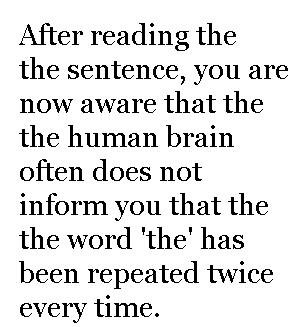 After reading the
the sentence, you are
now aware that the
the human brain
often does not
inform you that the
the word 'the' has
been repeated twice
every time.